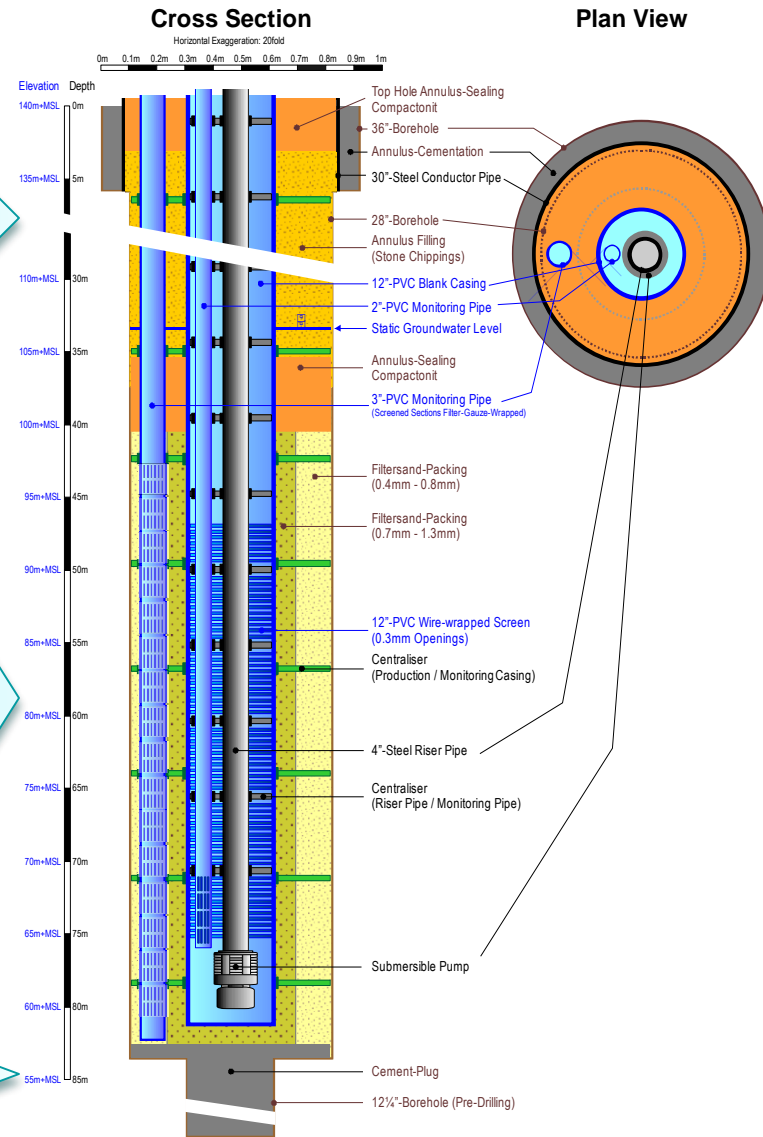 Cross Section
Plan View
Horizontal Exaggeration: 20fold
0m 0.1m 0.2m 0.3m 0.4m 0.5m 0.6m 0.7m 0.8m 0.9m 1m
Elevation Depth
140m+MSL 0m
135m+MSL 5m
110m+MSL 30m
105m+MSL 35m
100m+MSL 40m
95m+MSL 45m
90m+MSL 50m
85m+MSL 55m
80m+MSL 60m
75m+MSL 65m
70m+MSL 70m
65m+MSL 75m
60m+MSL 80m
55m+MSL 85m
Top Hole Annulus-Sealing
Compactonit
36"-Borehole
Annulus-Cementation
30"-Steel Conductor Pipe
28"-Borehole
Annulus Filling
(Stone Chippings)
12"-PVC Blank Casing
2"-PVC Monitoring Pipe
Static Groundwater Level
Annulus-Sealing
Compactonit
3"-PVC Monitoring Pipe
(Screened Sections Filter-Gauze-Wrapped)
Filtersand-Packing
(0.4mm - 0.8mm)
Filtersand-Packing
(0.7mm - 1.3mm)
12"-PVC Wire-wrapped Screen
(0.3mm Openings)
Centraliser
(Production / Monitoring Casing)
4"-Steel Riser Pipe
Centraliser
(Riser Pipe / Monitoring Pipe)
Submersible Pump
Cement-Plug
12¼"-Borehole (Pre-Drilling)